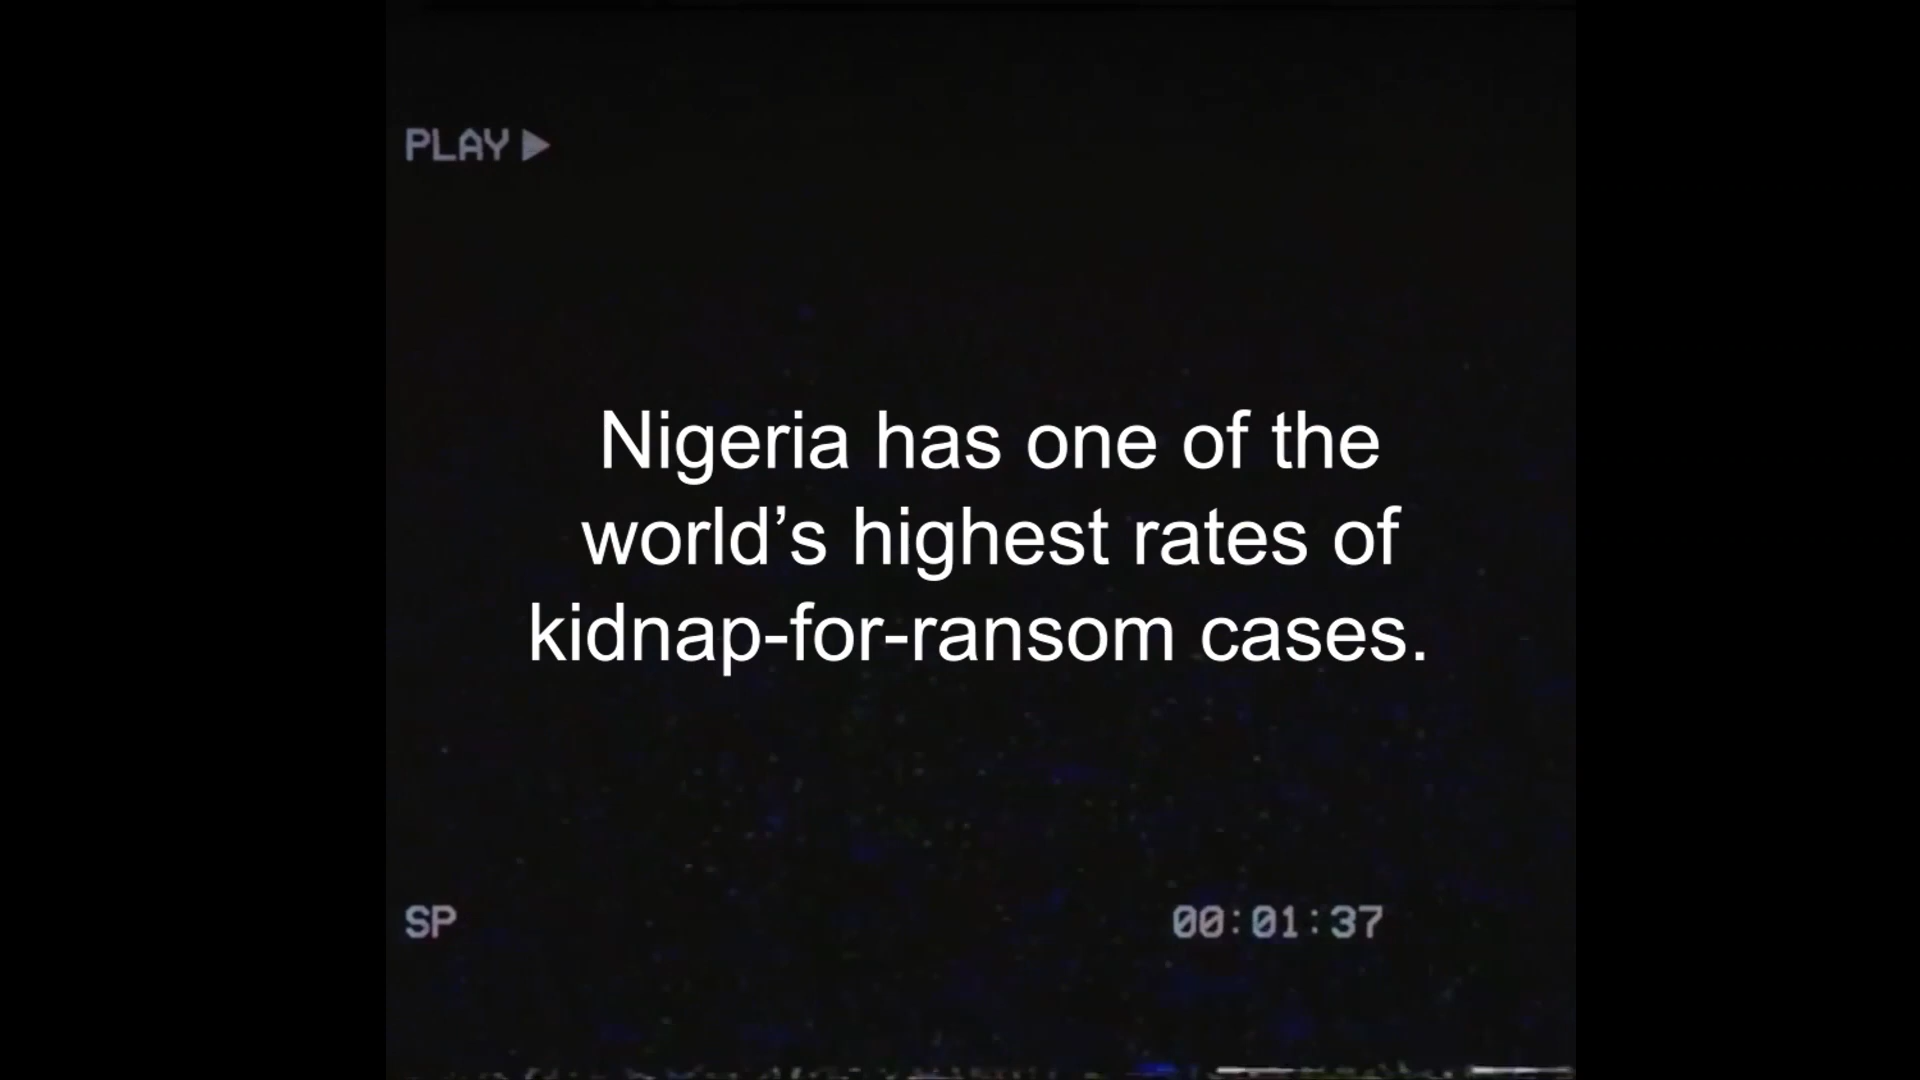 PLAY
Nigeria has one of the
world’s highest rates of
kidnap-for-ransom cases.
SP
00:01:37